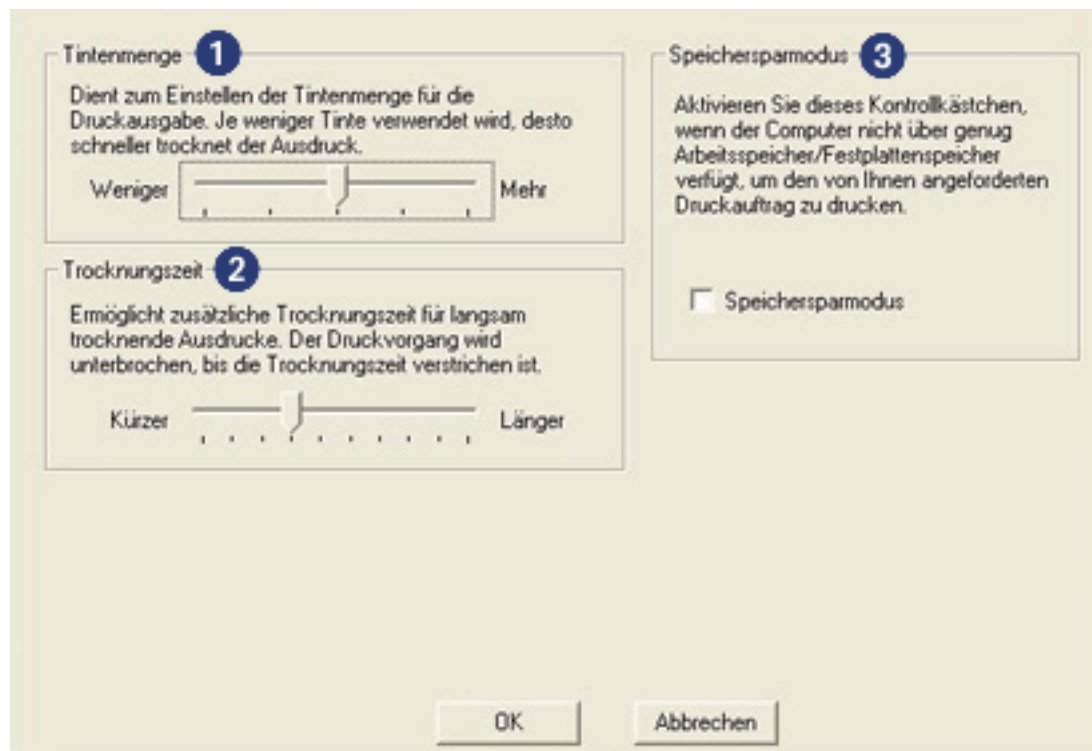 Tintenmenge 1
Dient zum Einstellen der Tintenmenge für die
Druckausgabe. Je weniger Tinte verwendet wird, desto
schneller trocknet der Ausdruck.
Weniger Mehr
Trocknungszeit 2
Ermöglicht zusätzliche Trocknungszeit für langsam
trocknende Ausdrucke. Der Druckvorgang wird
unterbrochen, bis die Trocknungszeit verstrichen ist.
Kürzer Länger
Speichersparmodus 3
Aktivieren Sie dieses Kontrollkästchen,
wenn der Computer nicht über genug
Arbeitsspeicher/Festplattenspeicher
verfügt, um den von Ihnen angeforderten
Druckauftrag zu drucken.
Speichersparmodus
OK Abbrechen